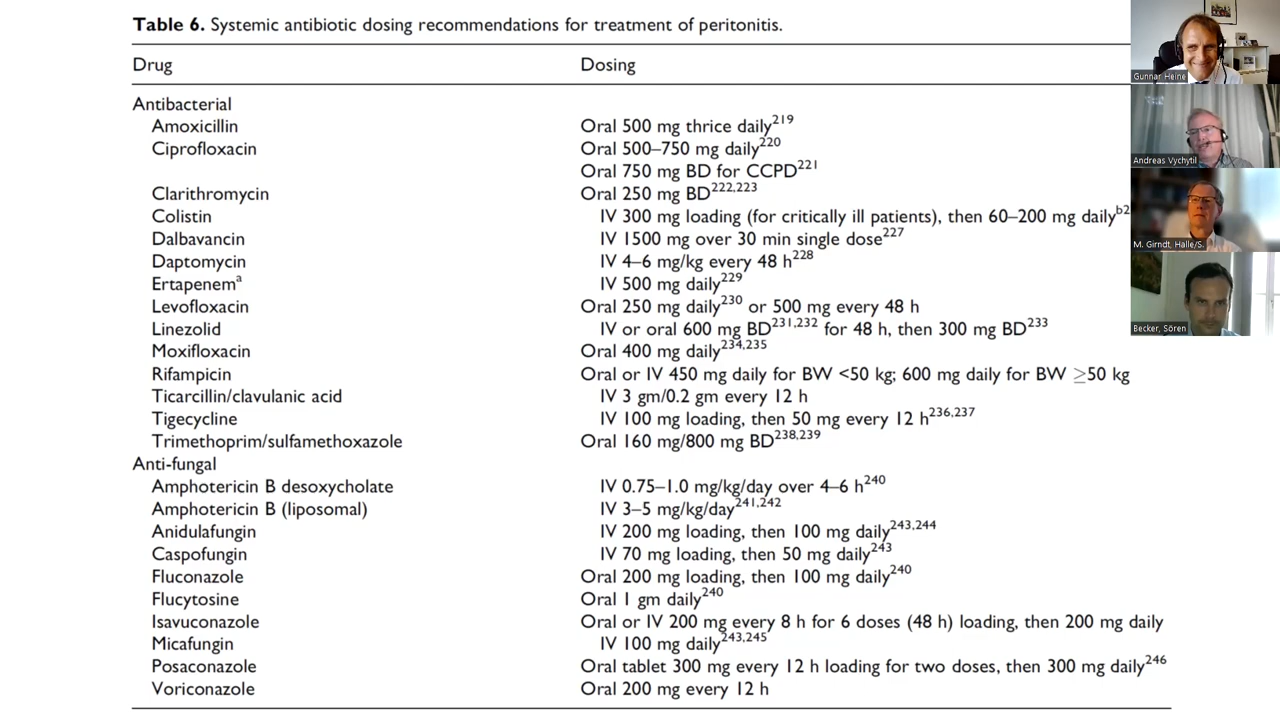 Table 6. Systemic antibiotic dosing recommendations for treatment of peritonitis.
Drug Dosing
Antibacterial
Amoxicillin Oral 500 mg thrice daily219
Ciprofloxacin Oral 500–750 mg daily220
Oral 750 mg BD for CCPD221
Clarithromycin Oral 250 mg BD222,223
Colistin IV 300 mg loading (for critically ill patients), then 60–200 mg dailyb2
Dalbavancin IV 1500 mg over 30 min single dose227
Daptomycin IV 4–6 mg/kg every 48 h228
Ertapenema IV 500 mg daily229
Levofloxacin Oral 250 mg daily230 or 500 mg every 48 h
Linezolid IV or oral 600 mg BD231,232 for 48 h, then 300 mg BD233
Moxifloxacin Oral 400 mg daily234,235
Rifampicin Oral or IV 450 mg daily for BW <50 kg; 600 mg daily for BW ≥50 kg
Ticarcillin/clavulanic acid IV 3 gm/0.2 gm every 12 h
Tigecycline IV 100 mg loading, then 50 mg every 12 h236,237
Trimethoprim/sulfamethoxazole Oral 160 mg/800 mg BD238,239
Anti-fungal
Amphotericin B desoxycholate IV 0.75–1.0 mg/kg/day over 4–6 h240
Amphotericin B (liposomal) IV 3–5 mg/kg/day241,242
Anidulafungin IV 200 mg loading, then 100 mg daily243,244
Caspofungin IV 70 mg loading, then 50 mg daily243
Fluconazole Oral 200 mg loading, then 100 mg daily240
Flucytosine Oral 1 gm daily240
Isavuconazole Oral or IV 200 mg every 8 h for 6 doses (48 h) loading, then 200 mg daily
Micafungin IV 100 mg daily243,245
Posaconazole Oral tablet 300 mg every 12 h loading for two doses, then 300 mg daily246
Voriconazole Oral 200 mg every 12 h
Gunnar Heine
Andreas Vychytil
M. Girndt, Halle/S.
Becker, Sören